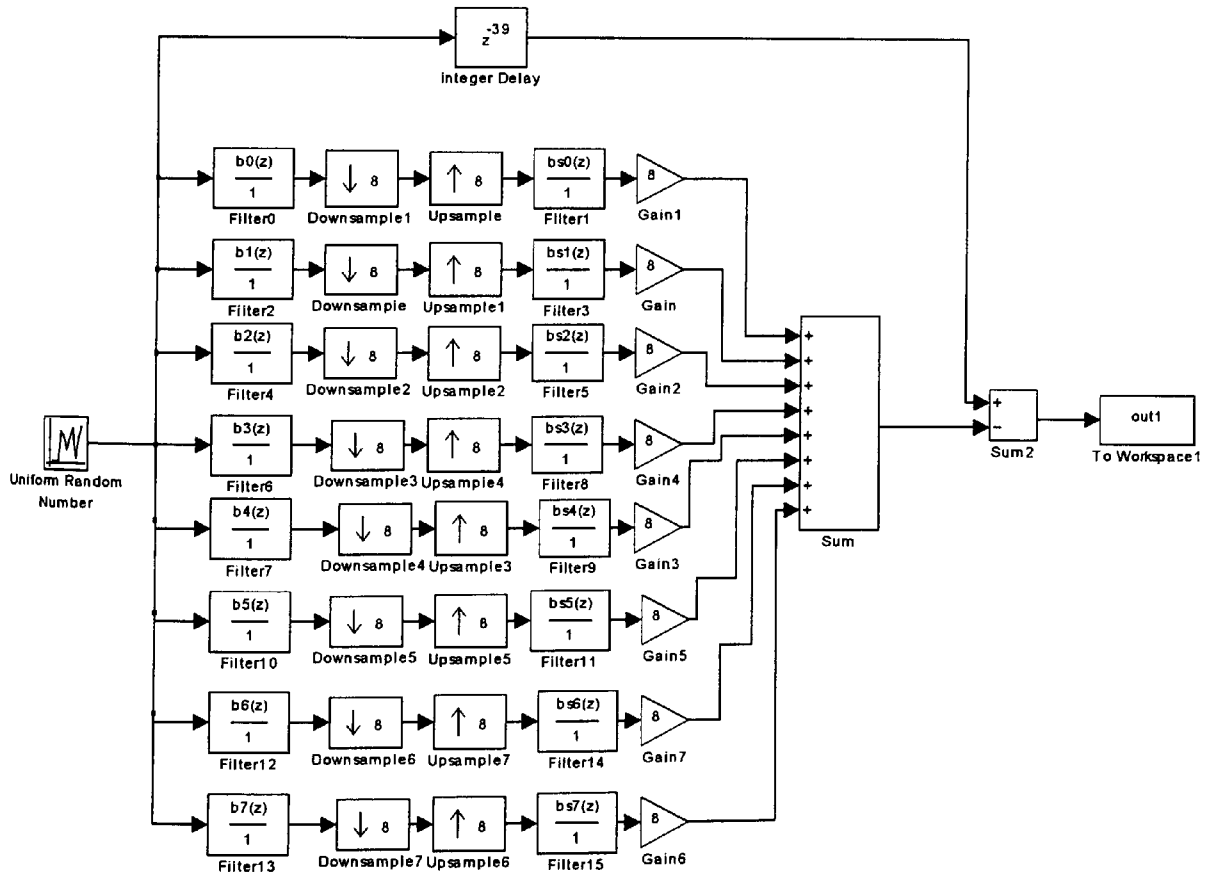 z-39
Integer Delay
b0(z)
1
Filter0
8
Downsample1
8
Upsample
bs0(z)
1
Filter1
8
Gain1
b1(z)
1
Filter2
8
Downsample
8
Upsample1
bs1(z)
1
Filter3
8
Gain
b2(z)
1
Filter4
8
Downsample2
8
Upsample2
bs2(z)
1
Filter5
8
Gain2
b3(z)
1
Filter6
8
Downsample3
8
Upsample4
bs3(z)
1
Filter8
8
Gain4
b4(z)
1
Filter7
8
Downsample4
8
Upsample3
bs4(z)
1
Filter9
8
Gain3
b5(z)
1
Filter10
8
Downsample5
8
Upsample5
bs5(z)
1
Filter11
8
Gain5
b6(z)
1
Filter12
8
Downsample6
8
Upsample7
bs6(z)
1
Filter14
8
Gain7
b7(z)
1
Filter13
8
Downsample7
8
Upsample6
bs7(z)
1
Filter15
8
Gain6
Uniform Random
Number
+
+
+
+
+
+
+
+
Sum
+
−
Sum2
out1
To Workspace1